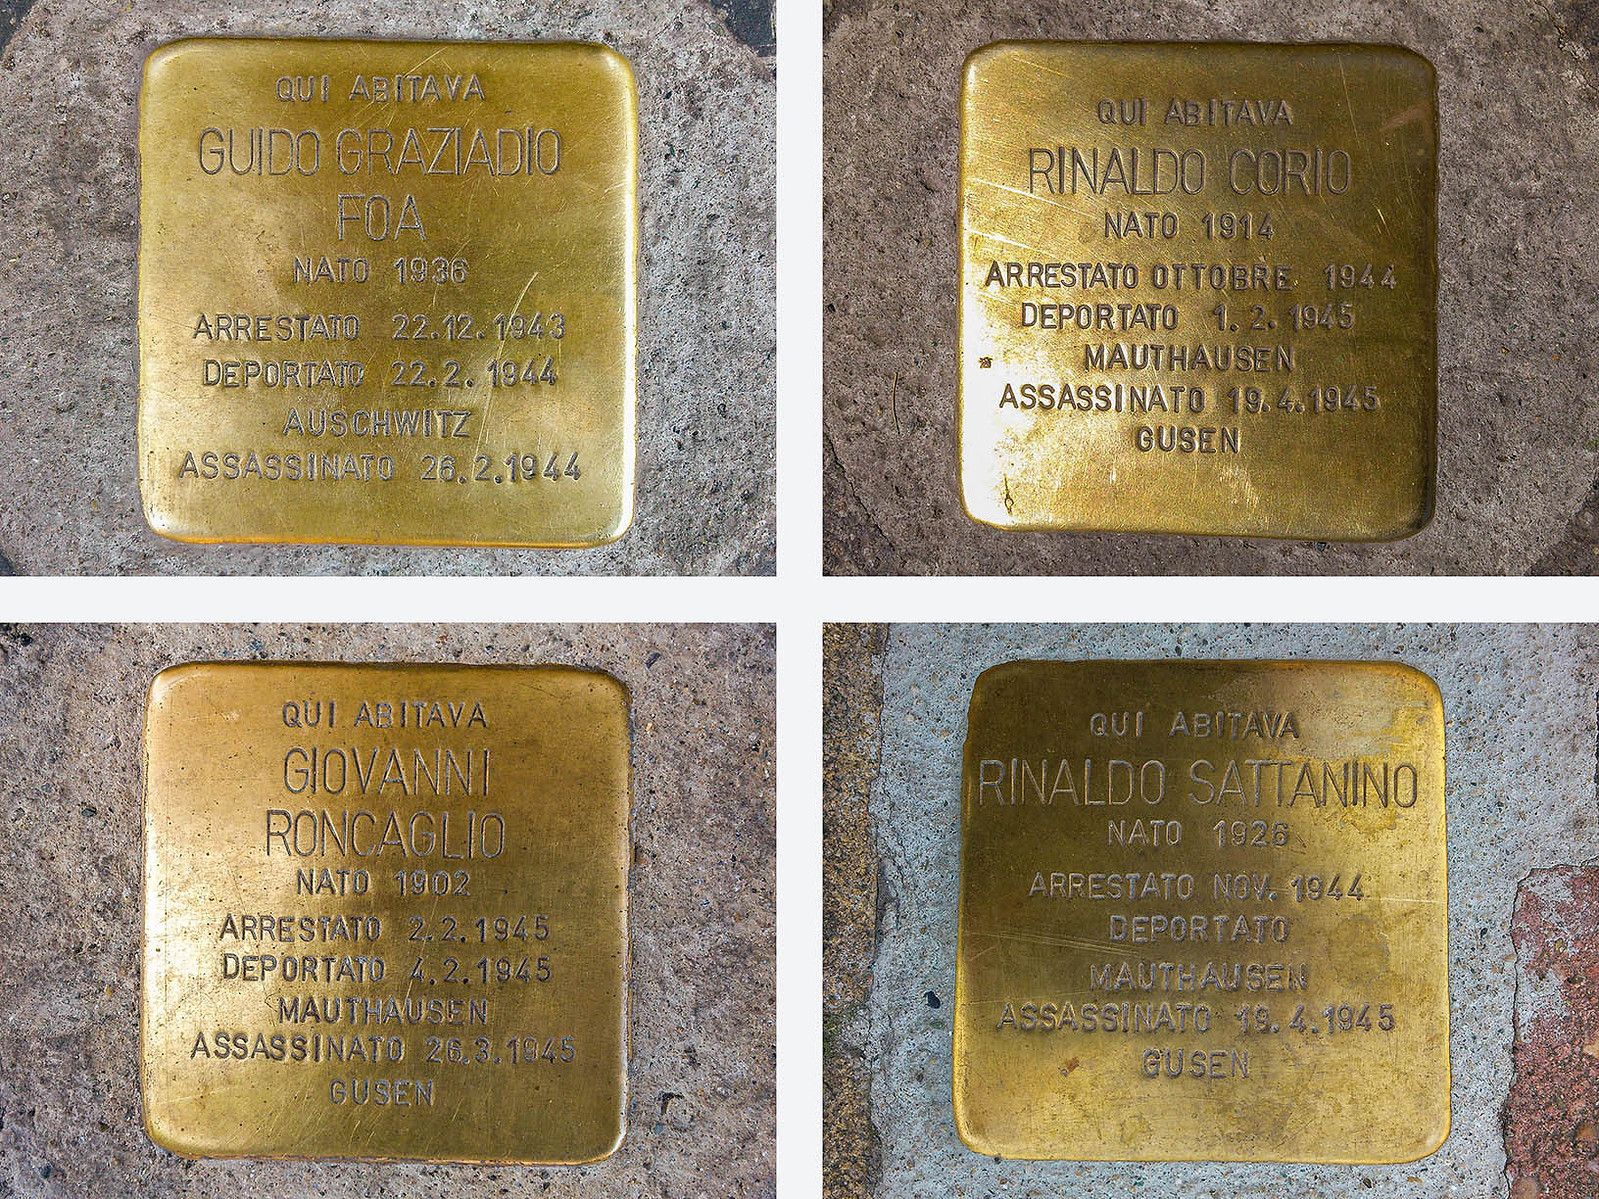 QUI ABITAVA
GUIDO GRAZIADIO
FOA
NATO 1936
ARRESTATO 22.12.1943
DEPORTATO 22.2.1944
AUSCHWITZ
ASSASSINATO 26.2.1944
QUI ABITAVA
RINALDO CORIO
NATO 1914
ARRESTATO OTTOBRE 1944
DEPORTATO 1.2.1945
MAUTHAUSEN
ASSASSINATO 19.4.1945
GUSEN
QUI ABITAVA
GIOVANNI
RONCAGLIO
NATO 1902
ARRESTATO 2.2.1945
DEPORTATO 4.2.1945
MAUTHAUSEN
ASSASSINATO 26.3.1945
GUSEN
QUI ABITAVA
RINALDO SATTANINO
NATO 1926
ARRESTATO NOV. 1944
DEPORTATO
MAUTHAUSEN
ASSASSINATO 19.4.1945
GUSEN